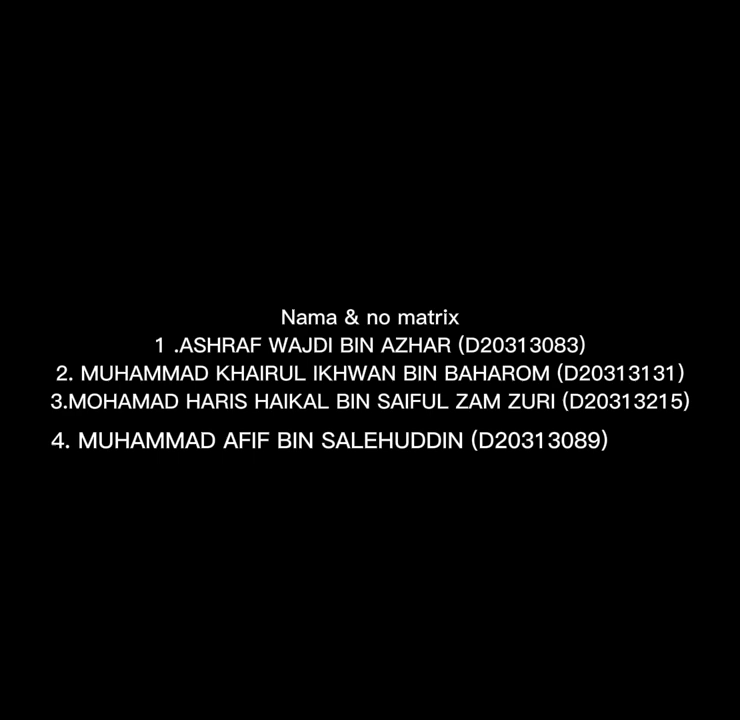 Nama & no matrix
1 .ASHRAF WAJDI BIN AZHAR (D20313083)
2. MUHAMMAD KHAIRUL IKHWAN BIN BAHAROM (D20313131)
3.MOHAMAD HARIS HAIKAL BIN SAIFUL ZAM ZURI (D20313215)
4. MUHAMMAD AFIF BIN SALEHUDDIN (D20313089)